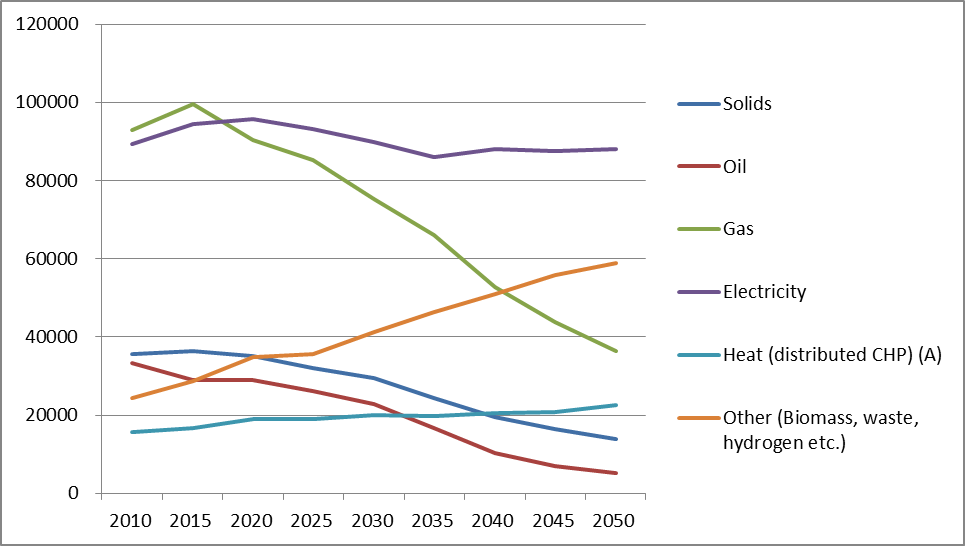 120000
100000
80000
60000
40000
20000
0
2010 2015 2020 2025 2030 2035 2040 2045 2050
Solids
Oil
Gas
Electricity
Heat (distributed CHP) (A)
Other (Biomass, waste,
hydrogen etc.)